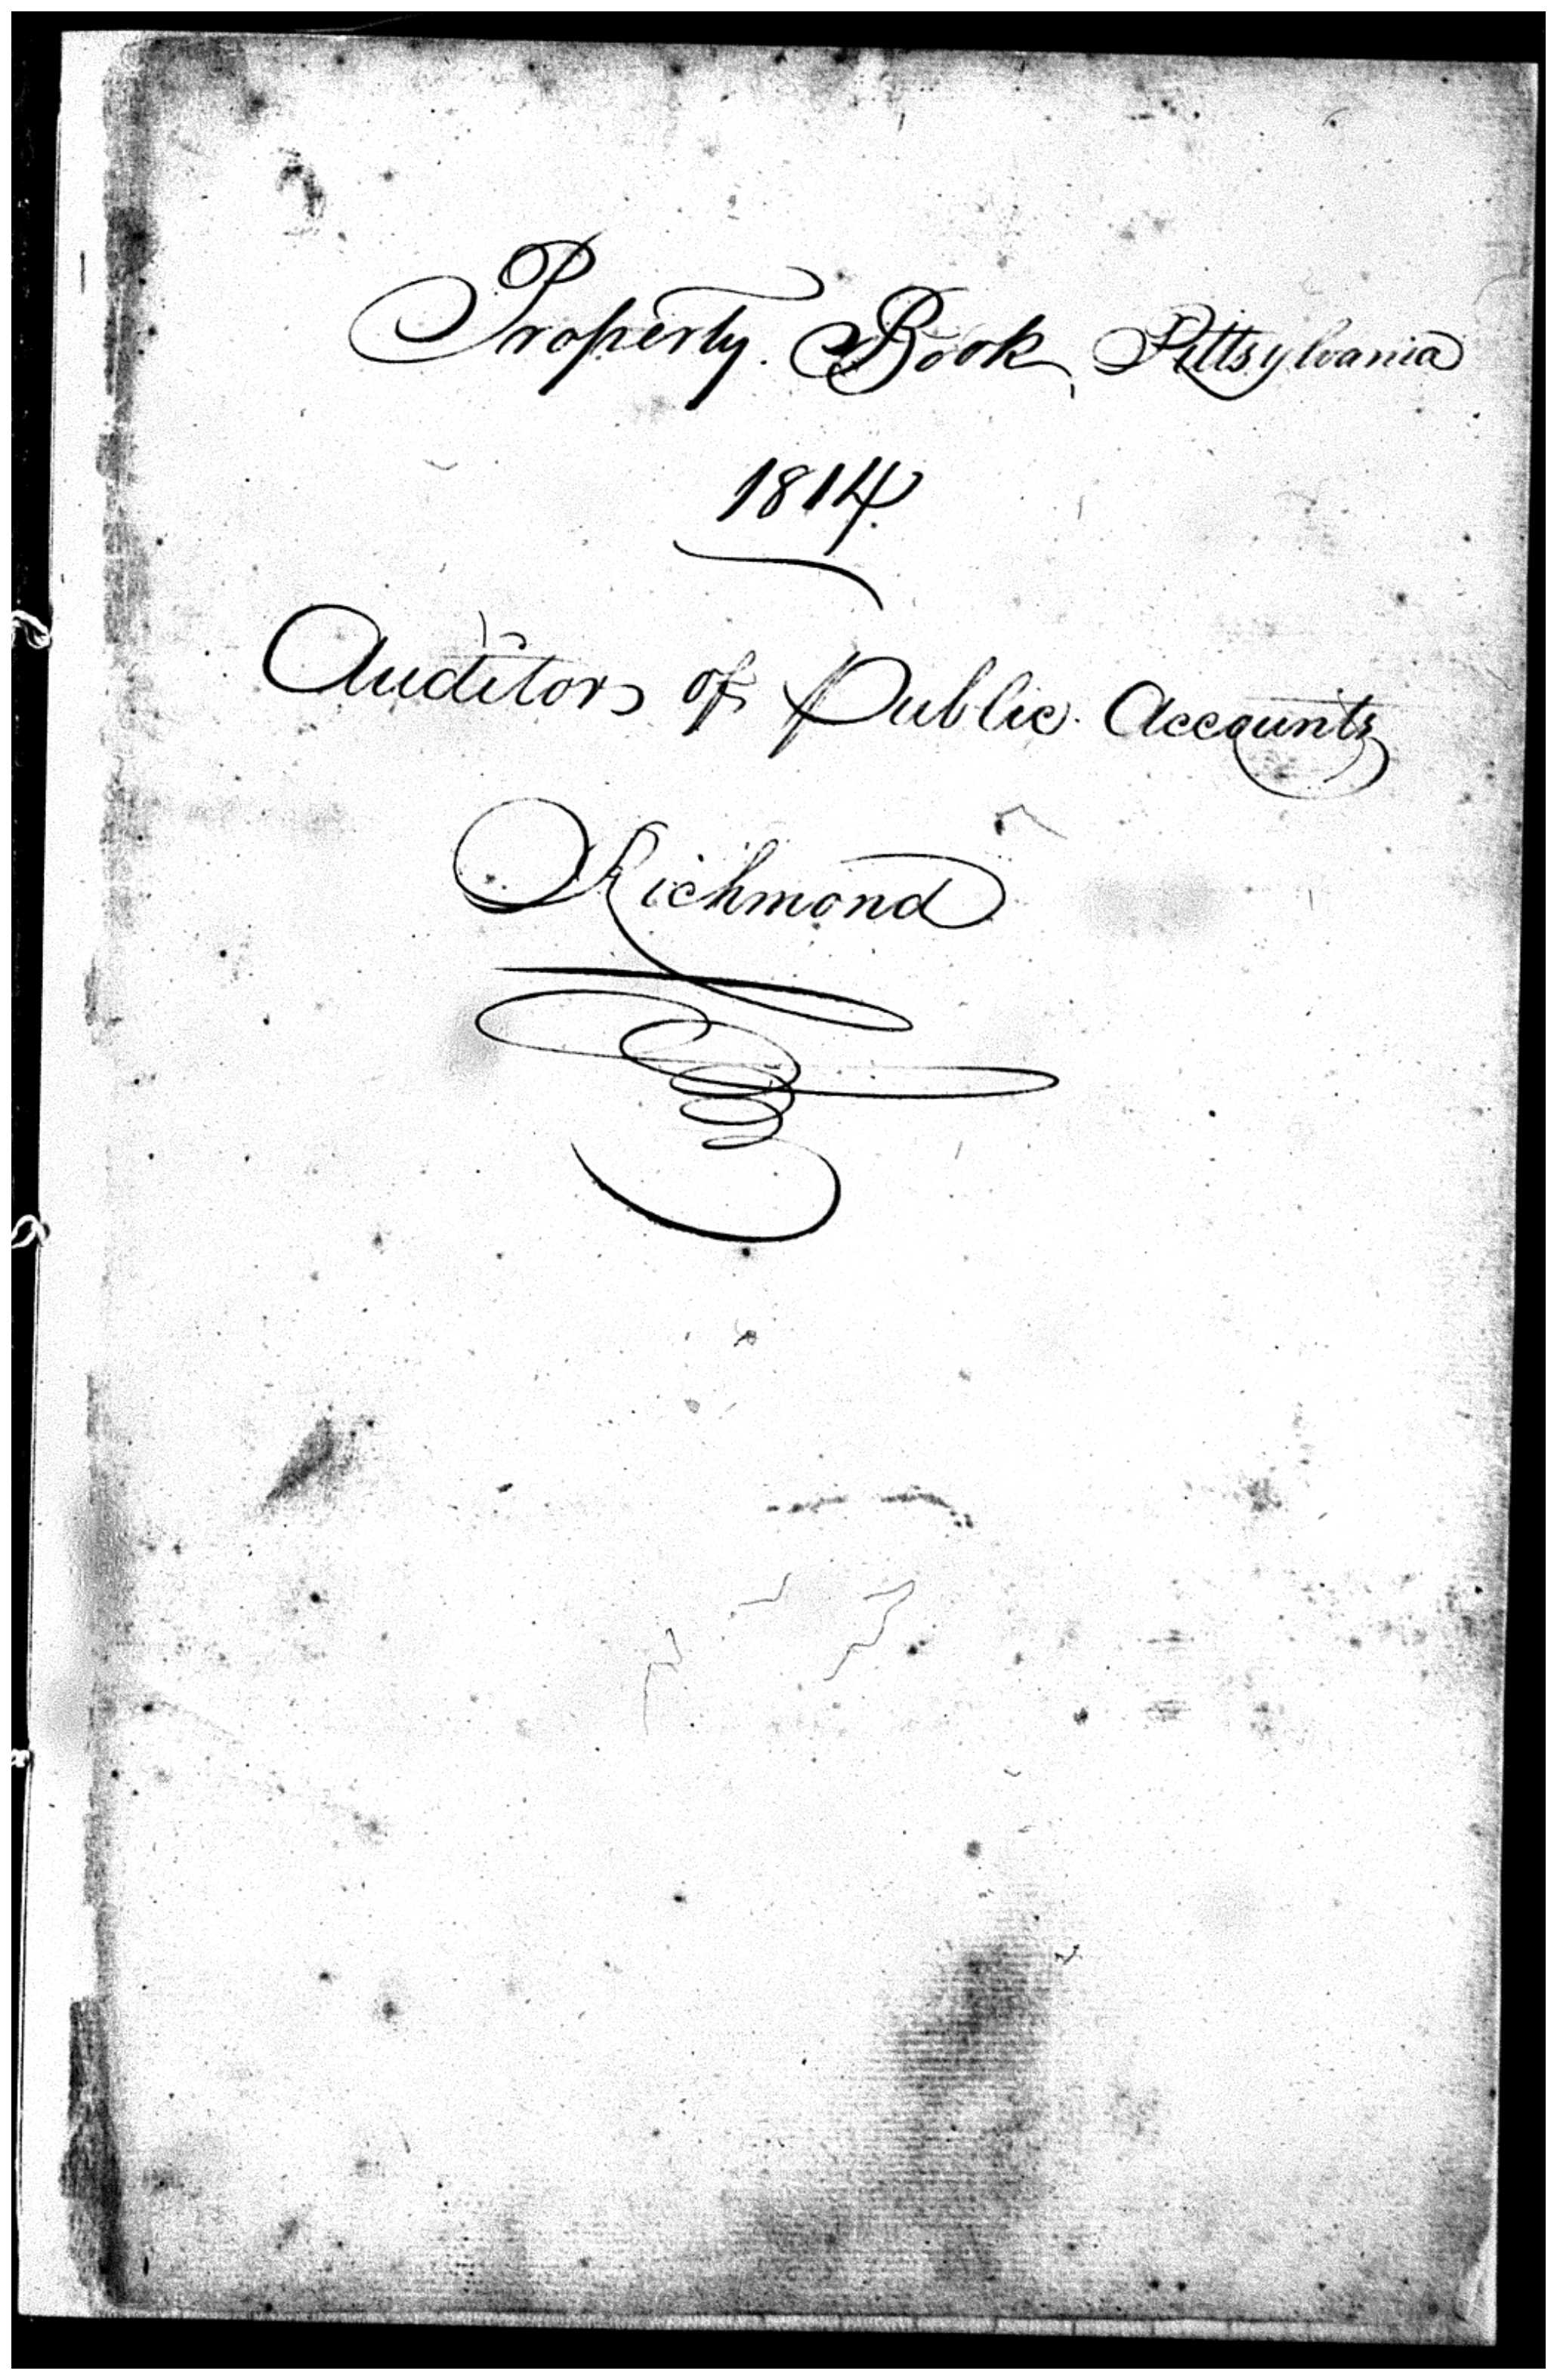 Property Book Pittsylvania
1814
Auditors of Public Accounts
Richmond